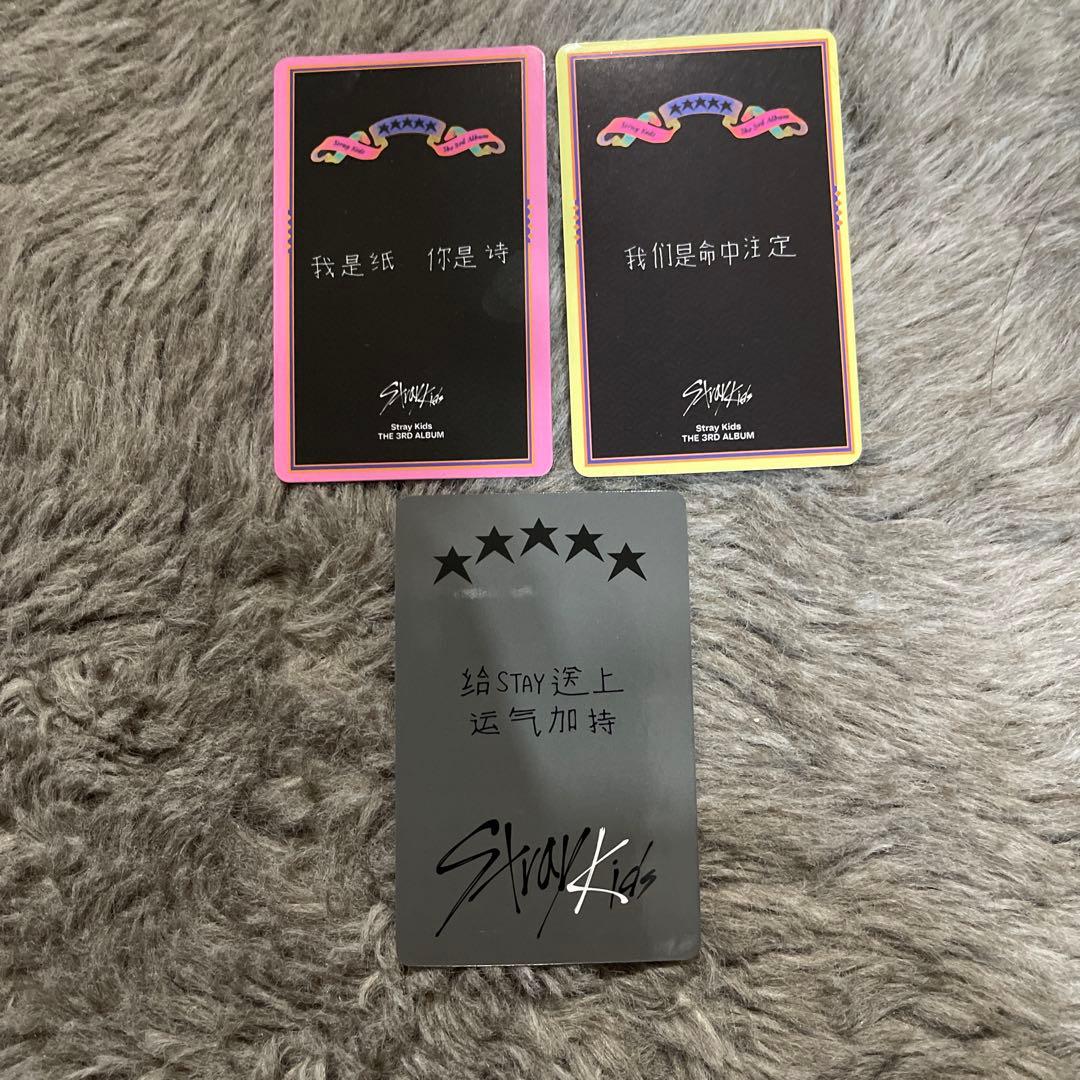 ★★★★★
Stray Kids The 3rd Album
我是纸 你是诗
Stray Kids
Stray Kids
THE 3RD ALBUM
★★★★★
Stray Kids The 3rd Album
我们是命中注定
Stray Kids
Stray Kids
THE 3RD ALBUM
★★★★★
给STAY送上
运气加持
Stray Kids